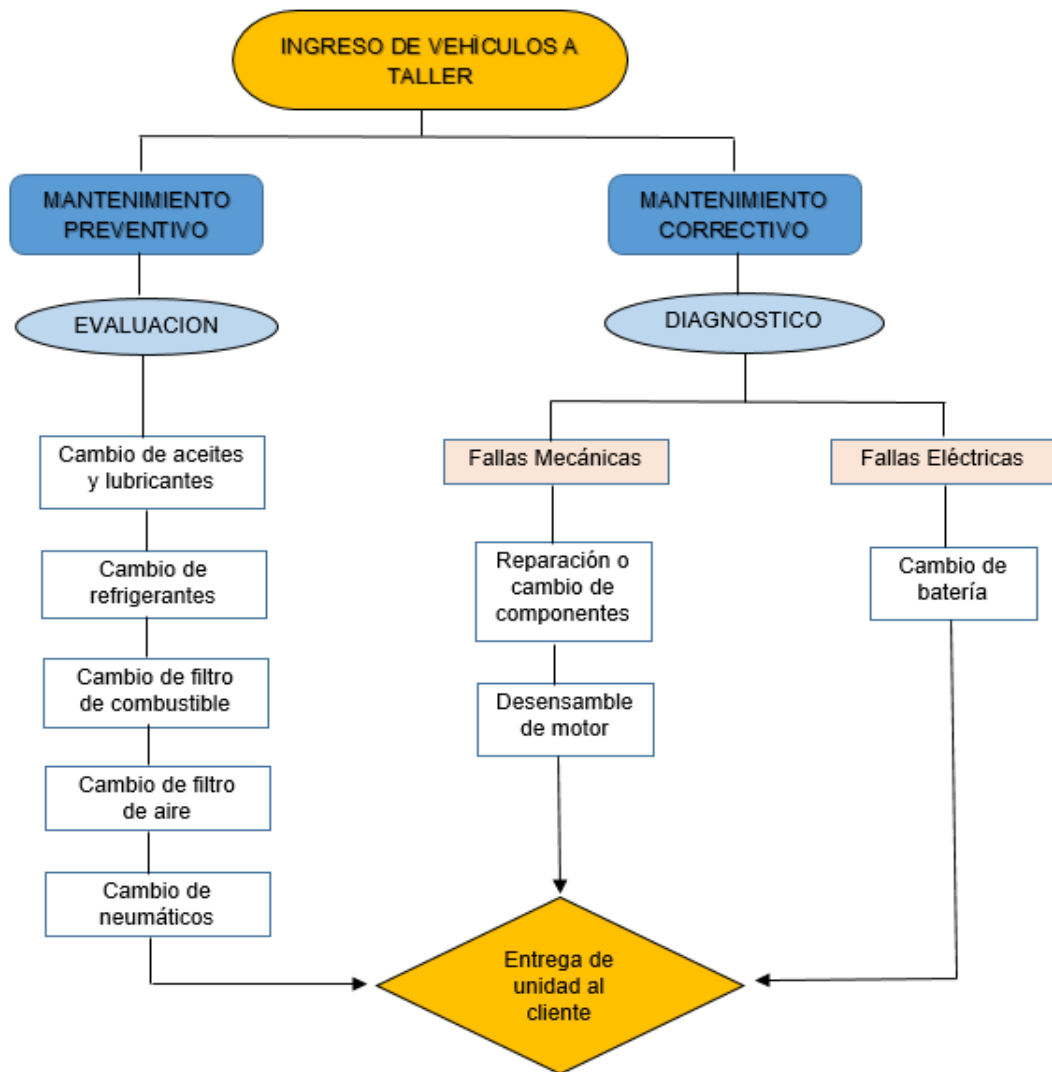 INGRESO DE VEHÍCULOS A
TALLER
MANTENIMIENTO
PREVENTIVO
MANTENIMIENTO
CORRECTIVO
EVALUACION
DIAGNOSTICO
Cambio de aceites
y lubricantes
Fallas Mecánicas
Fallas Eléctricas
Cambio de
refrigerantes
Reparación o
cambio de
componentes
Cambio de
batería
Cambio de filtro
de combustible
Desensamble
de motor
Cambio de filtro
de aire
Cambio de
neumáticos
Entrega de
unidad al
cliente